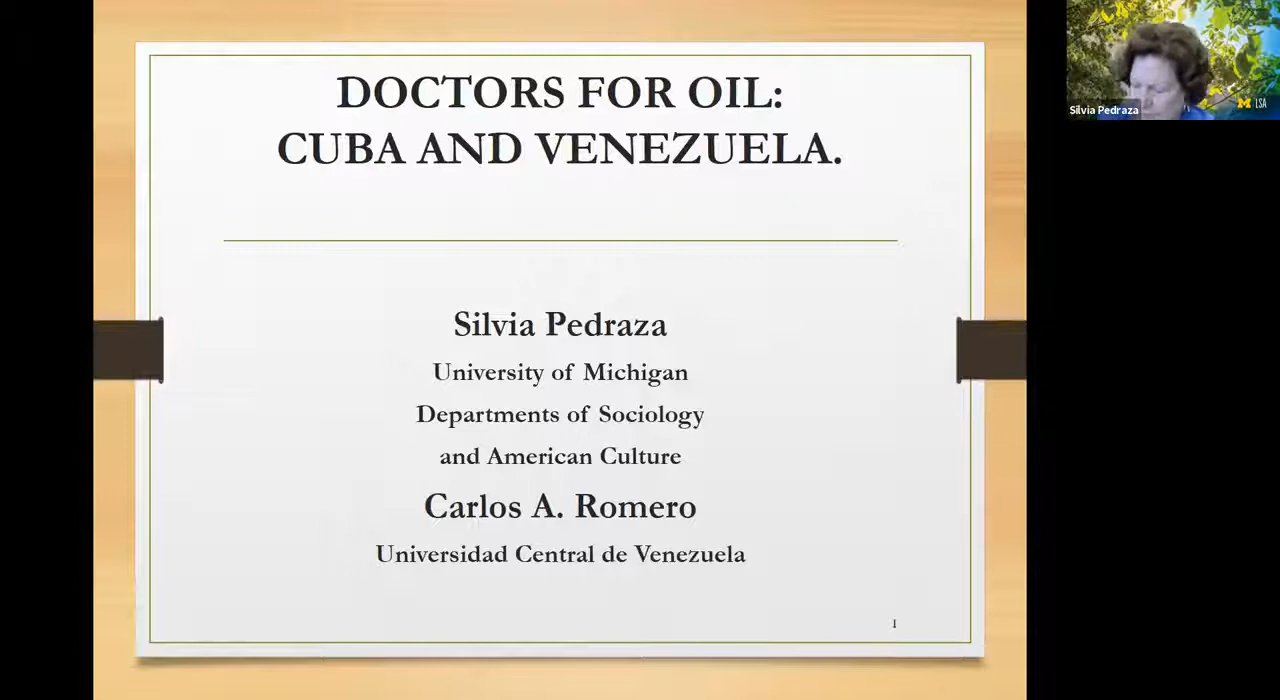 DOCTORS FOR OIL:
CUBA AND VENEZUELA.
Silvia Pedraza
University of Michigan
Departments of Sociology
and American Culture
Carlos A. Romero
Universidad Central de Venezuela
1
Silvia Pedraza
M LSA